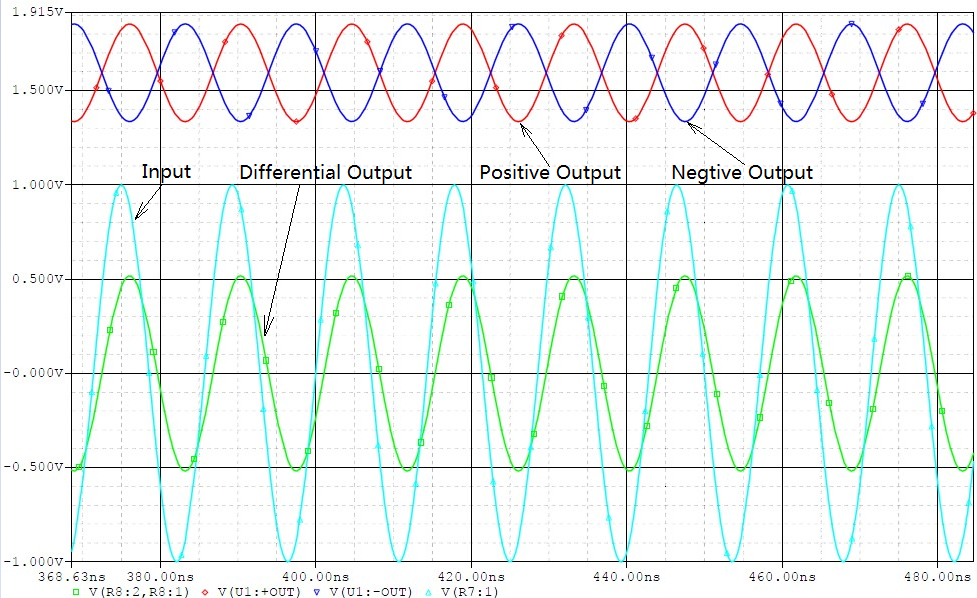 1.915V
1.500V
Input Differential Output Positive Output Negtive Output
1.000V
0.500V
-0.000V
-0.500V
-1.000V
368.63ns 380.00ns 400.00ns 420.00ns 440.00ns 460.00ns 480.00ns
V(R8:2,R8:1) V(U1:+OUT) V(U1:-OUT) V(R7:1)